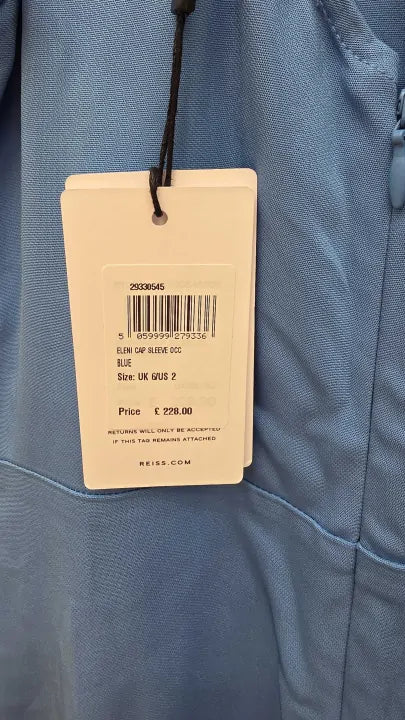 29330545
5 059999 279336
ELENI CAP SLEEVE OCC
BLUE
Size: UK 6/US 2
Price £ 228.00
RETURNS WILL ONLY BE ACCEPTED
IF THIS TAG REMAINS ATTACHED
REISS.COM